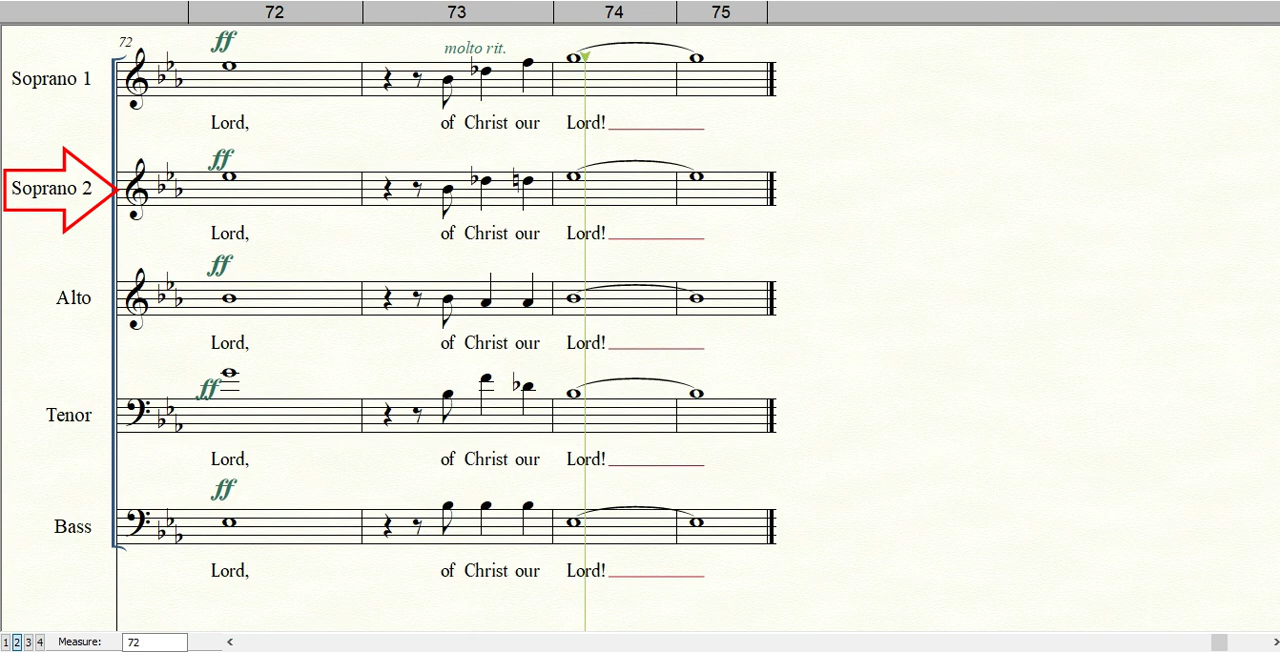 72 73 74 75
72 ff molto rit.
Soprano 1
Lord, of Christ our Lord!
ff
Soprano 2
Lord, of Christ our Lord!
ff
Alto
Lord, of Christ our Lord!
ff
Tenor
Lord, of Christ our Lord!
ff
Bass
Lord, of Christ our Lord!
1 2 3 4 Measure: 72 < >